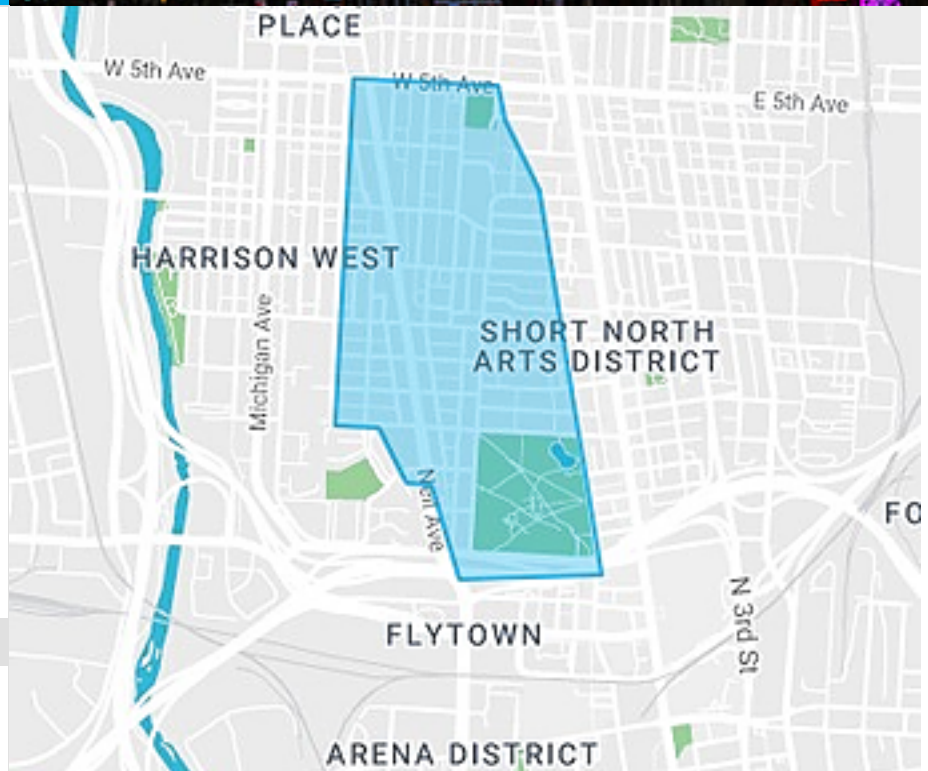 PLACE
W 5th Ave
W 5th Ave
E 5th Ave
HARRISON WEST
Michigan Ave
SHORT NORTH
ARTS DISTRICT
Neil Ave
FO
FLYTOWN
N 3rd St
ARENA DISTRICT